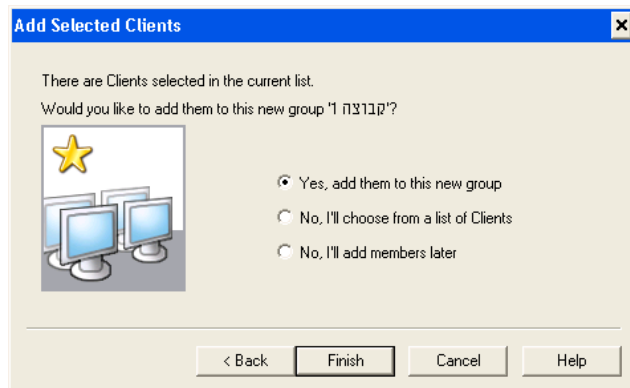 Add Selected Clients
There are Clients selected in the current list.
Would you like to add them to this new group 'קבוצה 1'?
Yes, add them to this new group
No, I'll choose from a list of Clients
No, I'll add members later
< Back
Finish
Cancel
Help